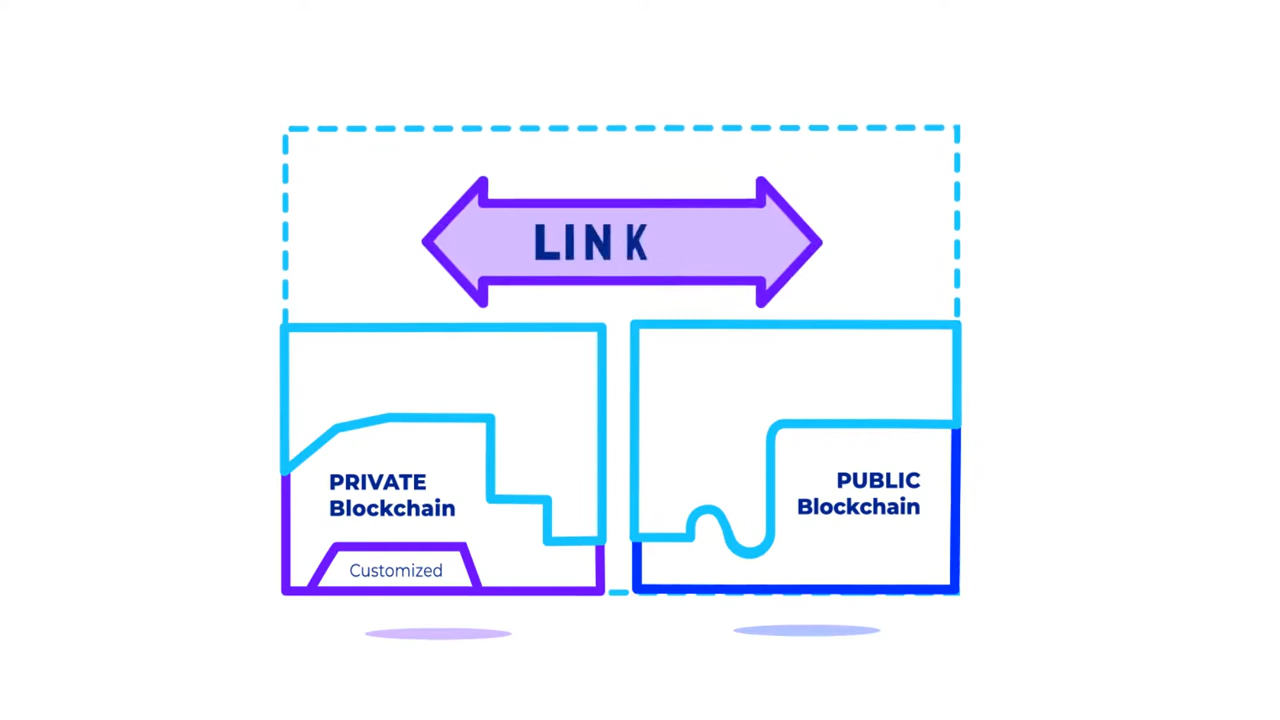 LINK
PRIVATE
Blockchain
Customized
PUBLIC
Blockchain